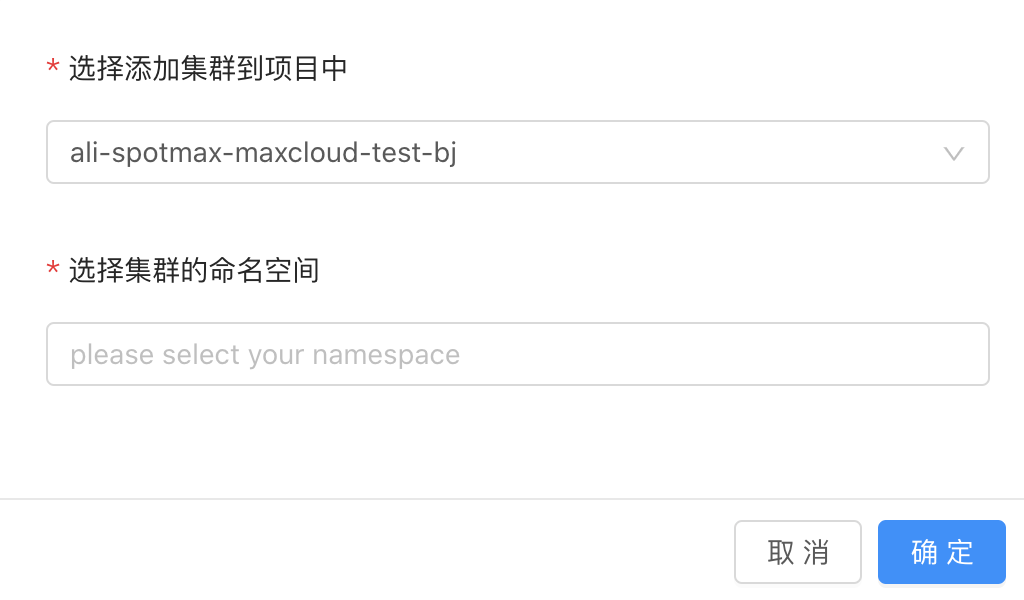 * 选择添加集群到项目中
ali-spotmax-maxcloud-test-bj
* 选择集群的命名空间
please select your namespace
取 消
确 定